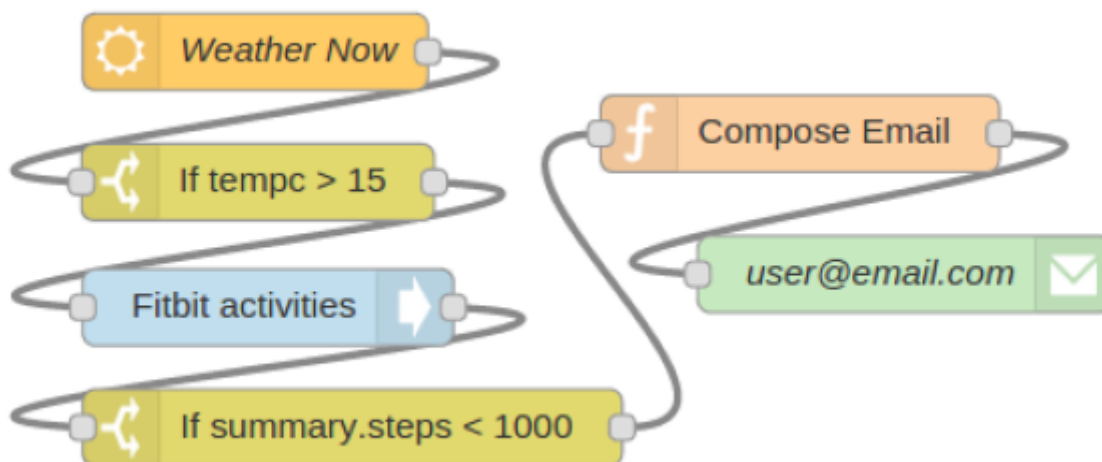 Weather Now
If tempc > 15
Fitbit activities
If summary.steps < 1000
Compose Email
user@email.com